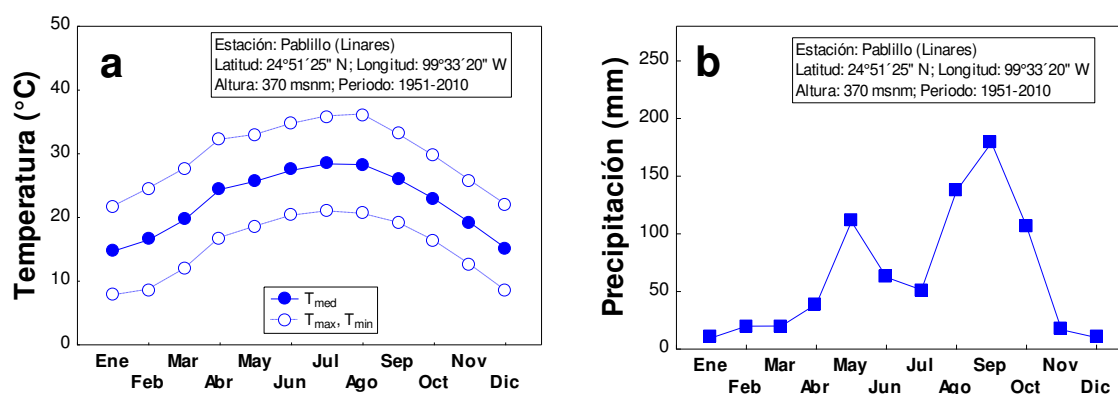 a
Estación: Pablillo (Linares)
Latitud: 24°51´25" N; Longitud: 99°33´20" W
Altura: 370 msnm; Periodo: 1951-2010
Temperatura (°C)
50
40
30
20
10
0
T med
T max, T min
Ene Mar May Jul Sep Nov
Feb Abr Jun Ago Oct Dic
b
Estación: Pablillo (Linares)
Latitud: 24°51´25" N; Longitud: 99°33´20" W
Altura: 370 msnm; Periodo: 1951-2010
Precipitación (mm)
250
200
150
100
50
0
Ene Mar May Jul Sep Nov
Feb Abr Jun Ago Oct Dic